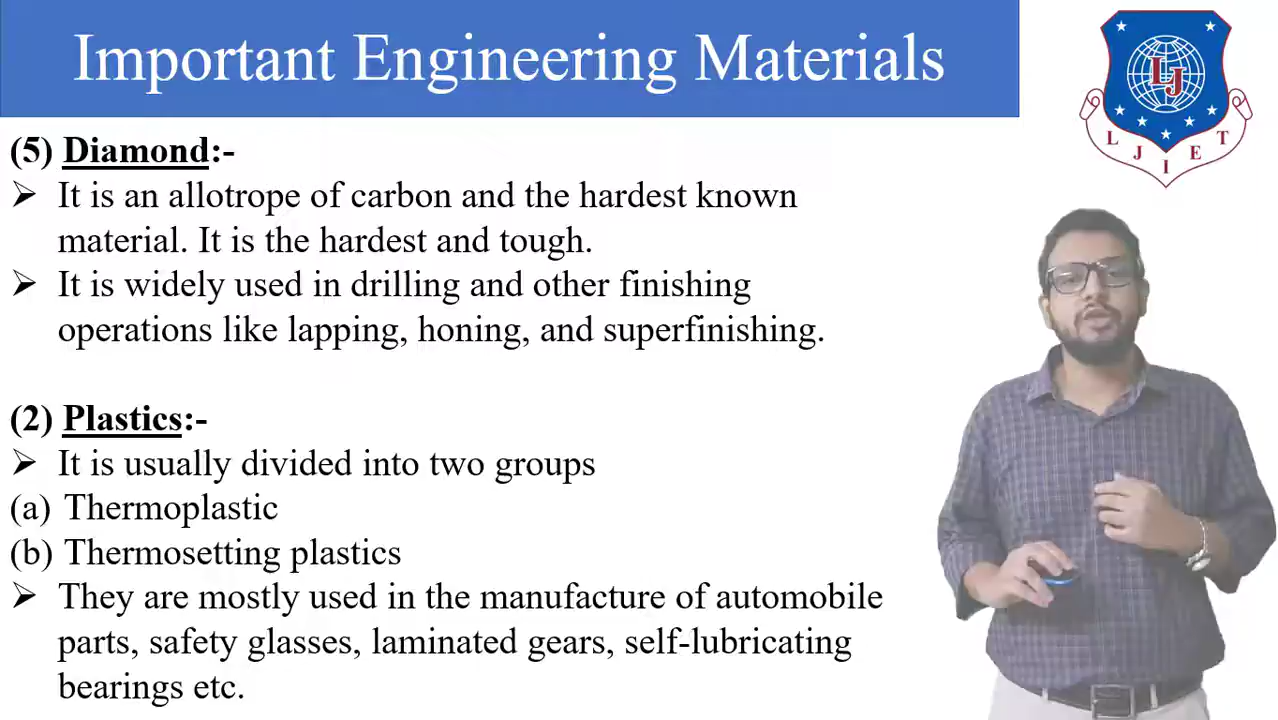 Important Engineering Materials
LJ
L J I E T
(5) Diamond:-
➢ It is an allotrope of carbon and the hardest known
material. It is the hardest and tough.
➢ It is widely used in drilling and other finishing
operations like lapping, honing, and superfinishing.
(2) Plastics:-
➢ It is usually divided into two groups
(a) Thermoplastic
(b) Thermosetting plastics
➢ They are mostly used in the manufacture of automobile
parts, safety glasses, laminated gears, self-lubricating
bearings etc.